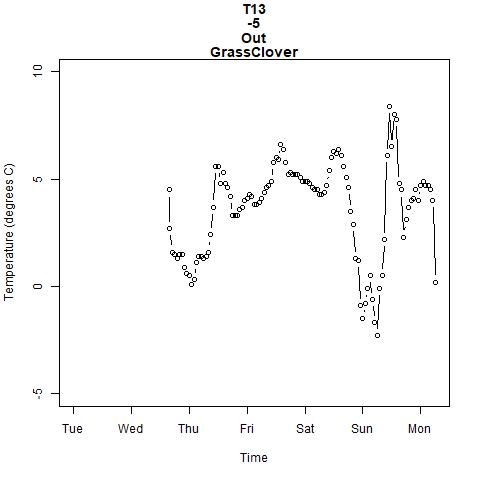 T13
-5
Out
GrassClover
Temperature (degrees C)
10
5
0
-5
Tue Wed Thu Fri Sat Sun Mon
Time